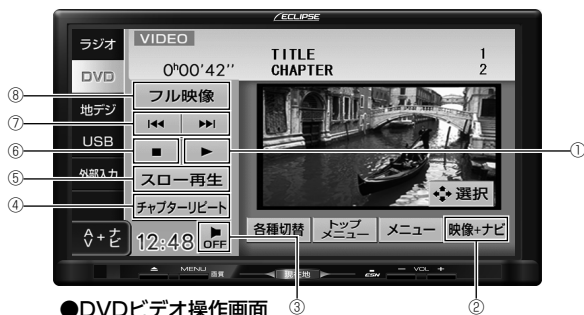 ECLIPSE
ラジオ
DVD
地デジ
USB
外部入力
A
V + ナビ
VIDEO
0h00'42''
TITLE 1
CHAPTER 2
⑧ フル映像
⑦
⑥
① 
⑤ スロー再生
④ チャプターリピート
12:48
OFF
選択
各種切替
トップ
メニュー
メニュー
映像+ナビ
MENU
画質
現在地
ESN
− VOL +
③
②
●DVDビデオ操作画面